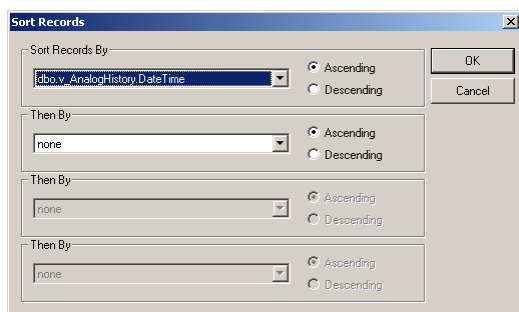 Sort Records
Sort Records By
dbo.v_AnalogHistory.DateTime
Ascending
Descending
OK
Cancel
Then By
none
Ascending
Descending
Then By
none
Ascending
Descending
Then By
none
Ascending
Descending